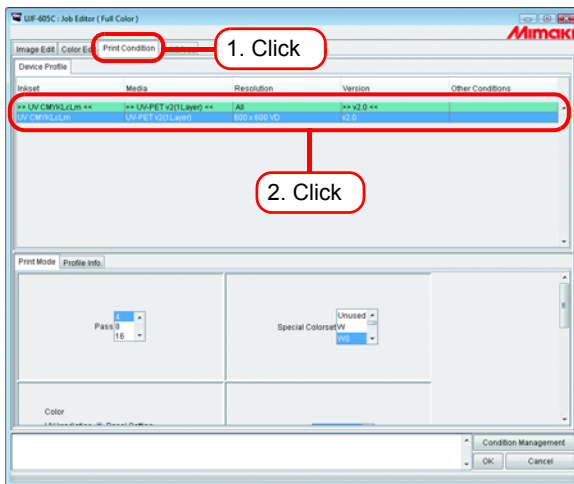 UJF-605C : Job Editor ( Full Color )
Mimaki
Image Edit Color Ed Print Condition
1. Click
Device Profile
Inkset Media Resolution Version Other Conditions
>> UV CMYKLcLm << >> UV-PET v2(1Layer) << All >> v2.0 <<
UV CMYKLcLm UV-PET v2(1Layer) 600 x 600 VD v2.0
2. Click
Print Mode Profile Info.
4
Pass 8
16
Unused
Special Colorset W
WS
Color
Condition Management
OK Cancel